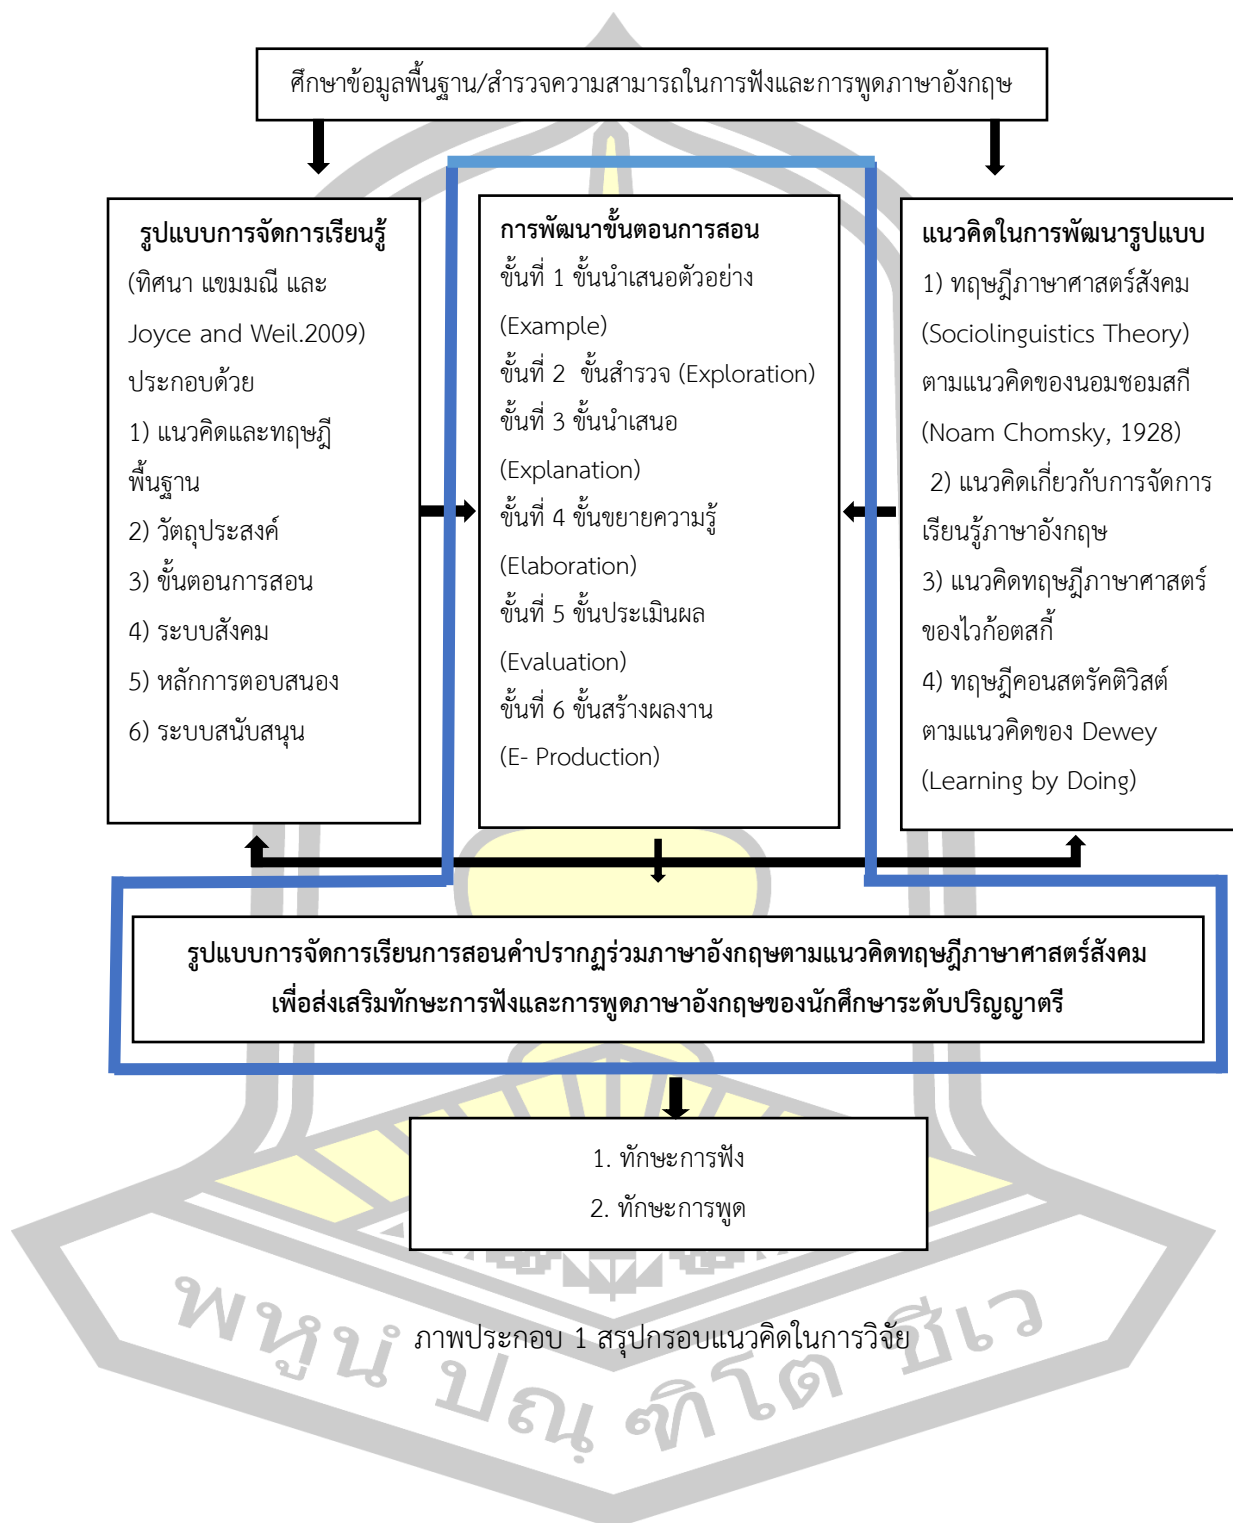 ศึกษาข้อมูลพื้นฐาน/สำรวจความสามารถในการฟังและการพูดภาษาอังกฤษ
รูปแบบการจัดการเรียนรู้
(ทิศนา แขมมณี และ
Joyce and Weil.2009)
ประกอบด้วย
1) แนวคิดและทฤษฎี
พื้นฐาน
2) วัตถุประสงค์
3) ขั้นตอนการสอน
4) ระบบสังคม
5) หลักการตอบสนอง
6) ระบบสนับสนุน
การพัฒนาขั้นตอนการสอน
ขั้นที่ 1 ขั้นนำเสนอตัวอย่าง
(Example)
ขั้นที่ 2  ขั้นสำรวจ (Exploration)
ขั้นที่ 3 ขั้นนำเสนอ
(Explanation)
ขั้นที่ 4 ขั้นขยายความรู้
(Elaboration)
ขั้นที่ 5 ขั้นประเมินผล
(Evaluation)
ขั้นที่ 6 ขั้นสร้างผลงาน
(E- Production)
แนวคิดในการพัฒนารูปแบบ
1) ทฤษฎีภาษาศาสตร์สังคม
(Sociolinguistics Theory)
ตามแนวคิดของนอมชอมสกี
(Noam Chomsky, 1928)
2) แนวคิดเกี่ยวกับการจัดการ
เรียนรู้ภาษาอังกฤษ
3) แนวคิดทฤษฎีภาษาศาสตร์
ของไวก้อตสกี้
4) ทฤษฎีคอนสตรัคติวิสต์
ตามแนวคิดของ Dewey
(Learning by Doing)
รูปแบบการจัดการเรียนการสอนคำปรากฏร่วมภาษาอังกฤษตามแนวคิดทฤษฎีภาษาศาสตร์สังคม
เพื่อส่งเสริมทักษะการฟังและการพูดภาษาอังกฤษของนักศึกษาระดับปริญญาตรี
1. ทักษะการฟัง
2. ทักษะการพูด
ภาพประกอบ 1 สรุปกรอบแนวคิดในการวิจัย
พหูนํ ปณฺฑิโต ชีเว